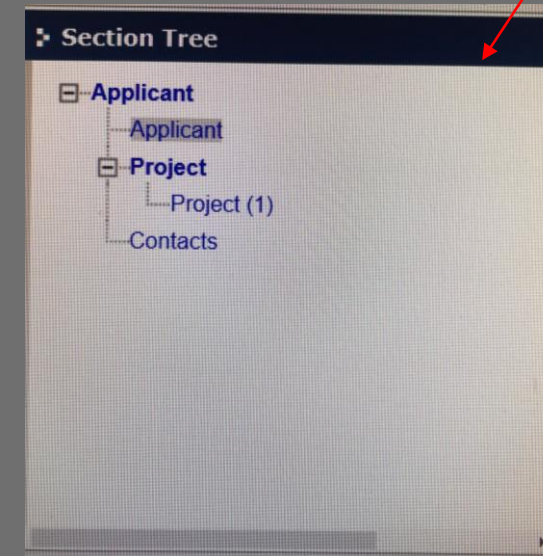 Section Tree
Applicant
Applicant
Project
Project (1)
Contacts